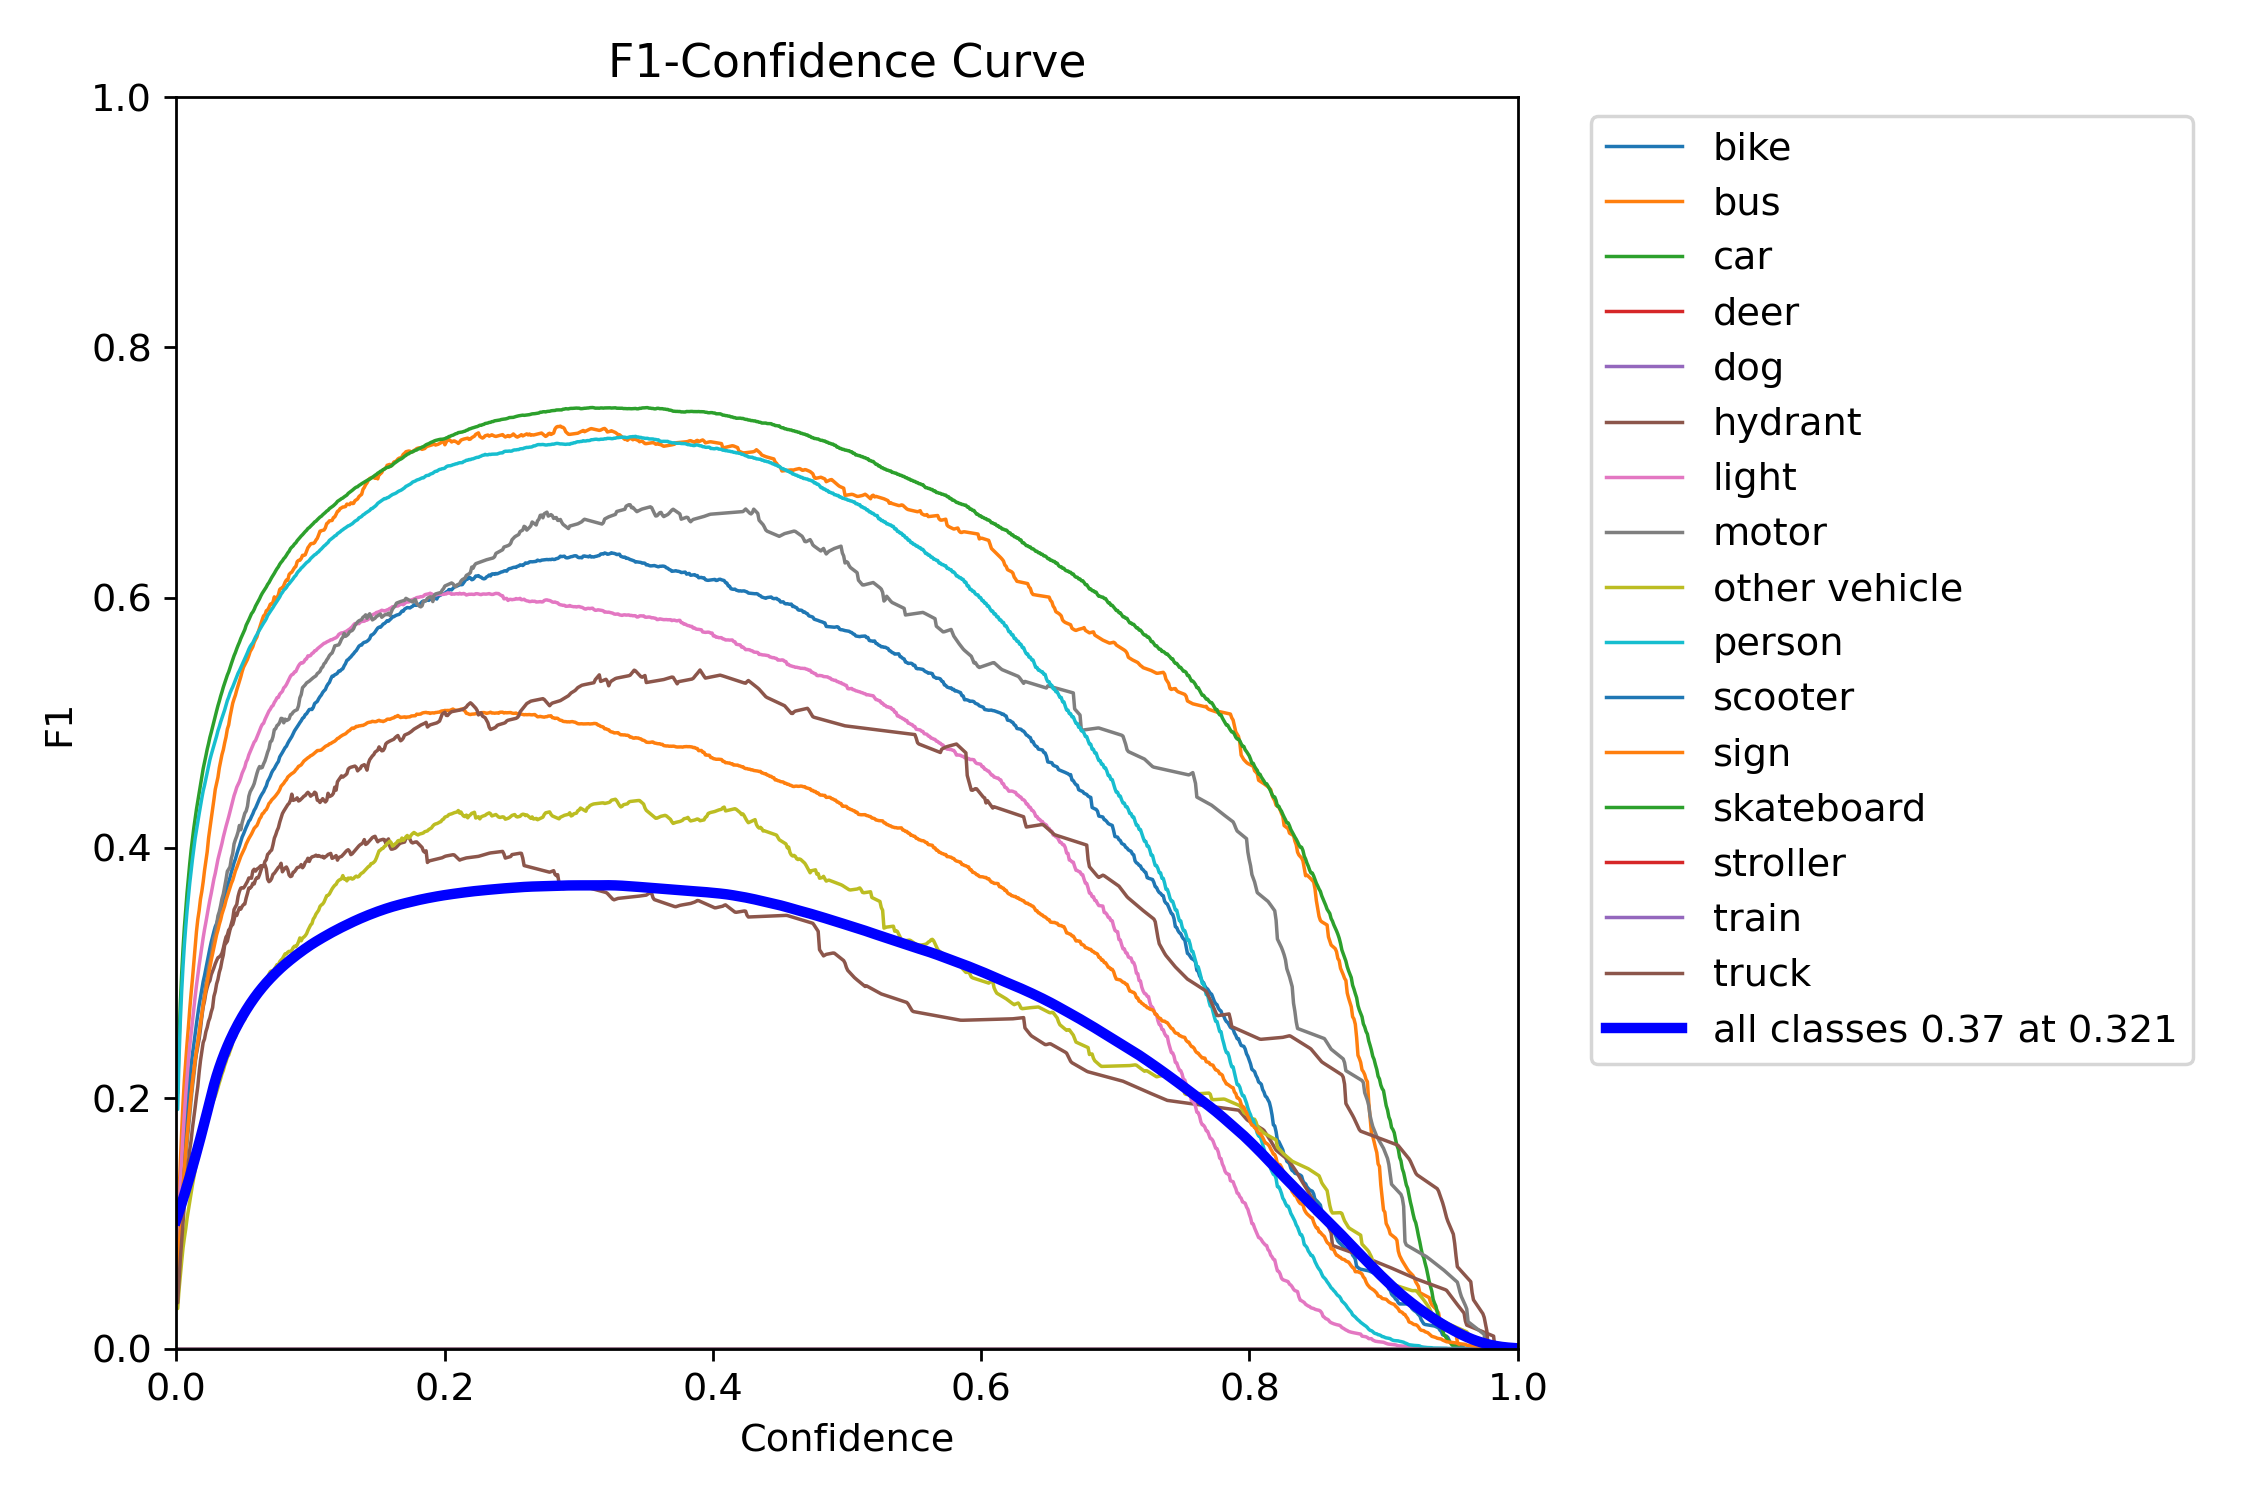 F1-Confidence Curve
1.0
0.8
0.6
0.4
0.2
0.0
F1
0.0 0.2 0.4 0.6 0.8 1.0
Confidence
bike
bus
car
deer
dog
hydrant
light
motor
other vehicle
person
scooter
sign
skateboard
stroller
train
truck
all classes 0.37 at 0.321